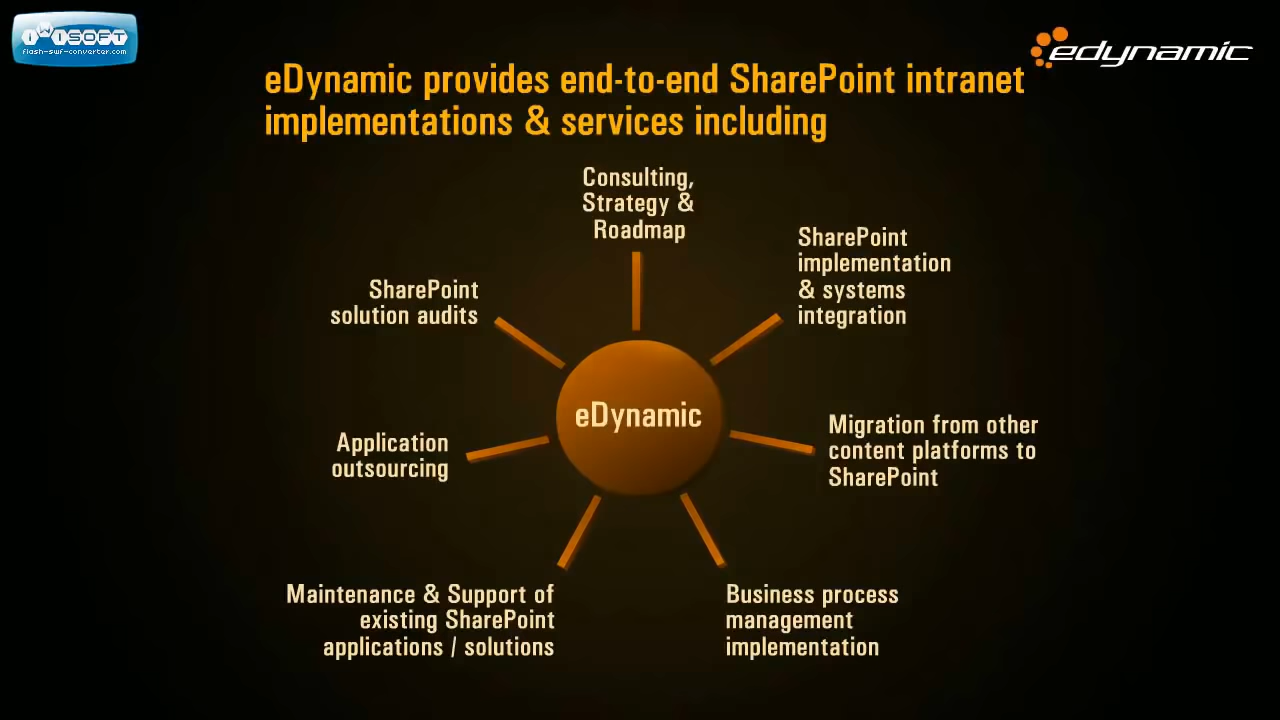 iWiSOFT
flash-swf-converter.com
edynamic
eDynamic provides end-to-end SharePoint intranet
implementations & services including
Consulting,
Strategy &
Roadmap
SharePoint
implementation
& systems
integration
SharePoint
solution audits
eDynamic
Migration from other
content platforms to
SharePoint
Application
outsourcing
Maintenance & Support of
existing SharePoint
applications / solutions
Business process
management
implementation